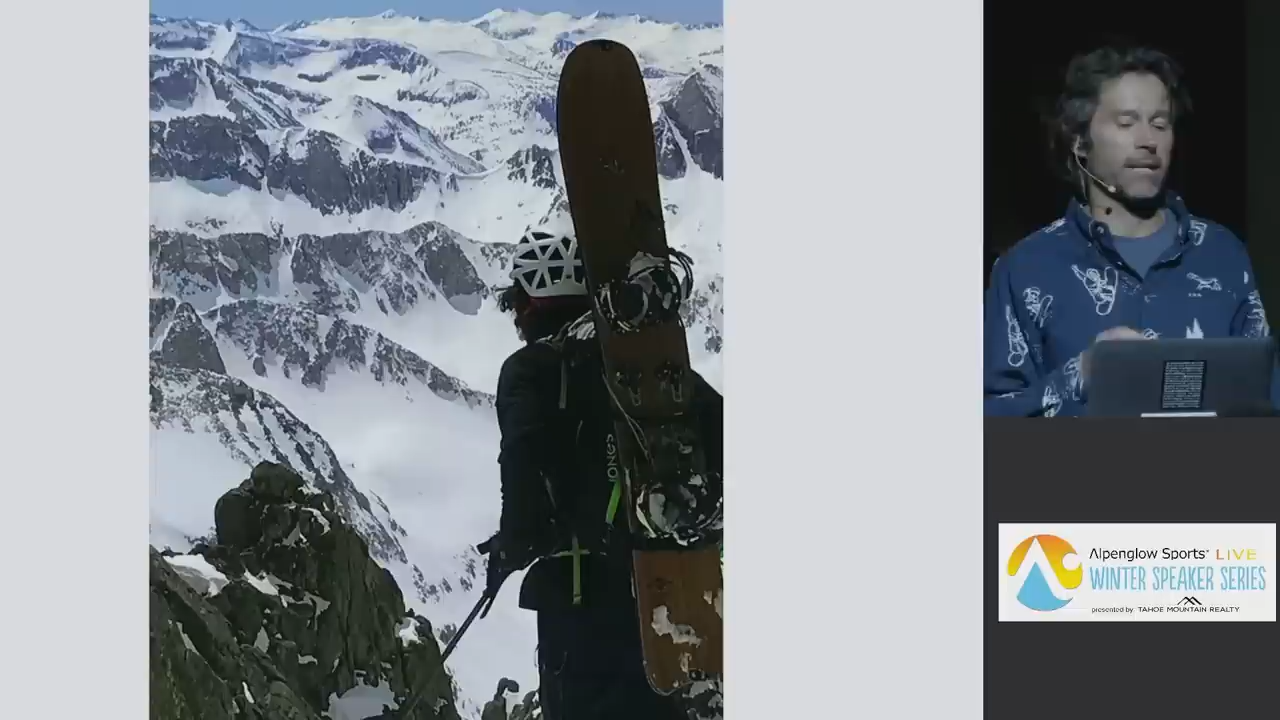 JONES
Alpenglow Sports® LIVE
WINTER SPEAKER SERIES
presented by: TAHOE MOUNTAIN REALTY